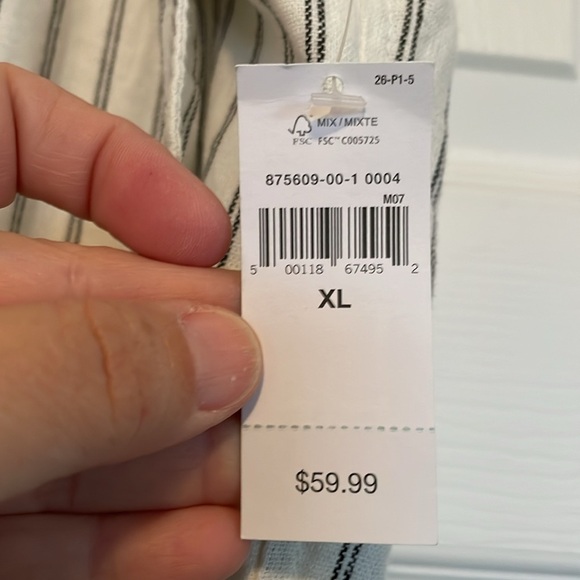 26-P1-5
MIX / MIXTE
FSC FSC™ C005725
875609-00-1 0004
M07
5 00118 67495 2
XL
$59.99